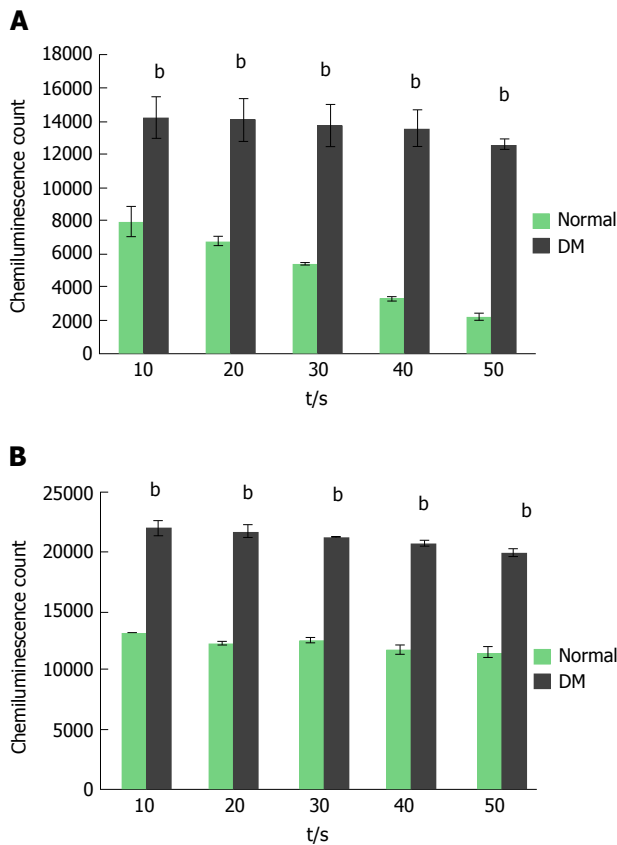 A
18000
16000
14000
12000
10000
8000
6000
4000
2000
0
Chemiluminescence count
b b b b b
Normal
DM
10 20 30 40 50
t/s
B
25000
20000
15000
10000
5000
0
Chemiluminescence count
b b b b b
Normal
DM
10 20 30 40 50
t/s